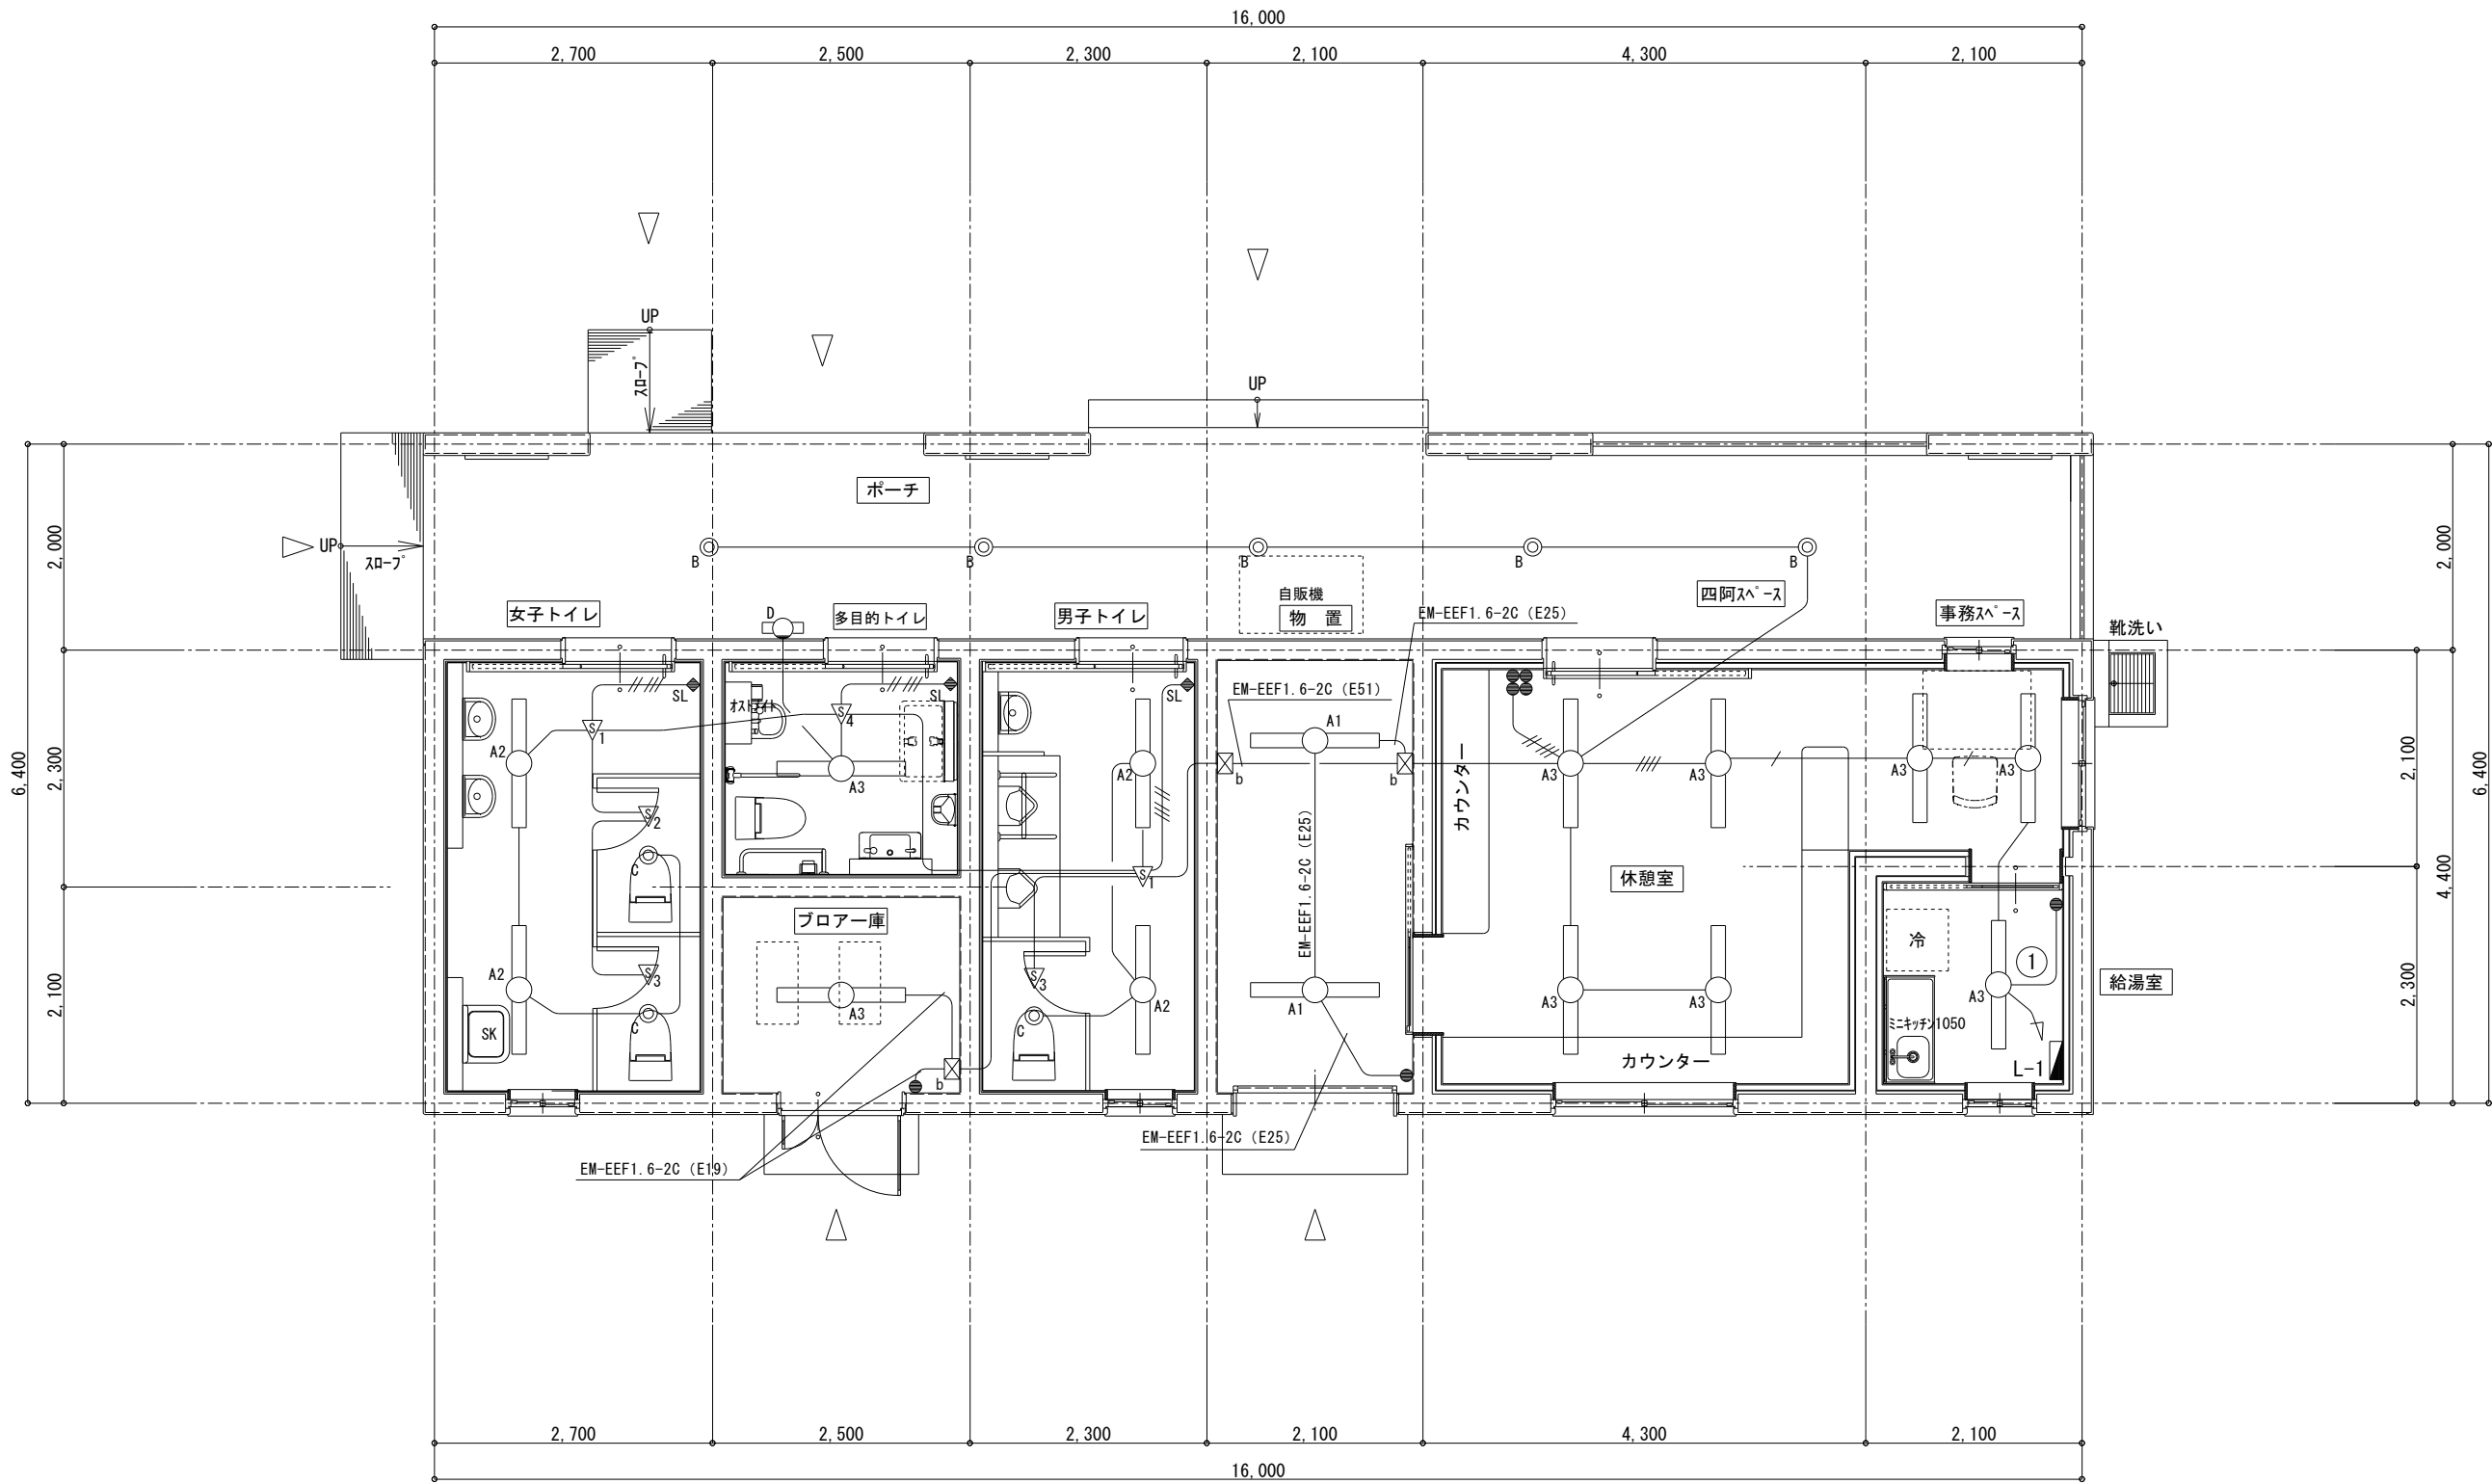 16,000
2,700
2,500
2,300
2,100
4,300
2,100
UP
スロープ
UP
ポーチ
UP
スロープ
B
B
B
B
B
自販機
物　置
四阿スペース
女子トイレ
D
多目的トイレ
男子トイレ
EM-EEF1.6-2C (E25)
事務スペース
靴洗い
SL
オストメイト
SL
SL
EM-EEF1.6-2C (E51)
A1
S1
S4
A2
A3
A2
b
b
A3
A3
A3
A3
カウンター
S2
C
S1
EM-EEF1.6-2C (E25)
休憩室
ブロアー庫
冷
1
給湯室
A2
S3
C
SK
A3
S3
C
A2
A1
A3
A3
A3
ミニキッチン1050
カウンター
L-1
b
EM-EEF1.6-2C (E25)
EM-EEF1.6-2C (E19)
6,400
2,000
2,300
2,100
2,000
2,100
2,300
4,400
6,400
2,700
2,500
2,300
2,100
4,300
2,100
16,000